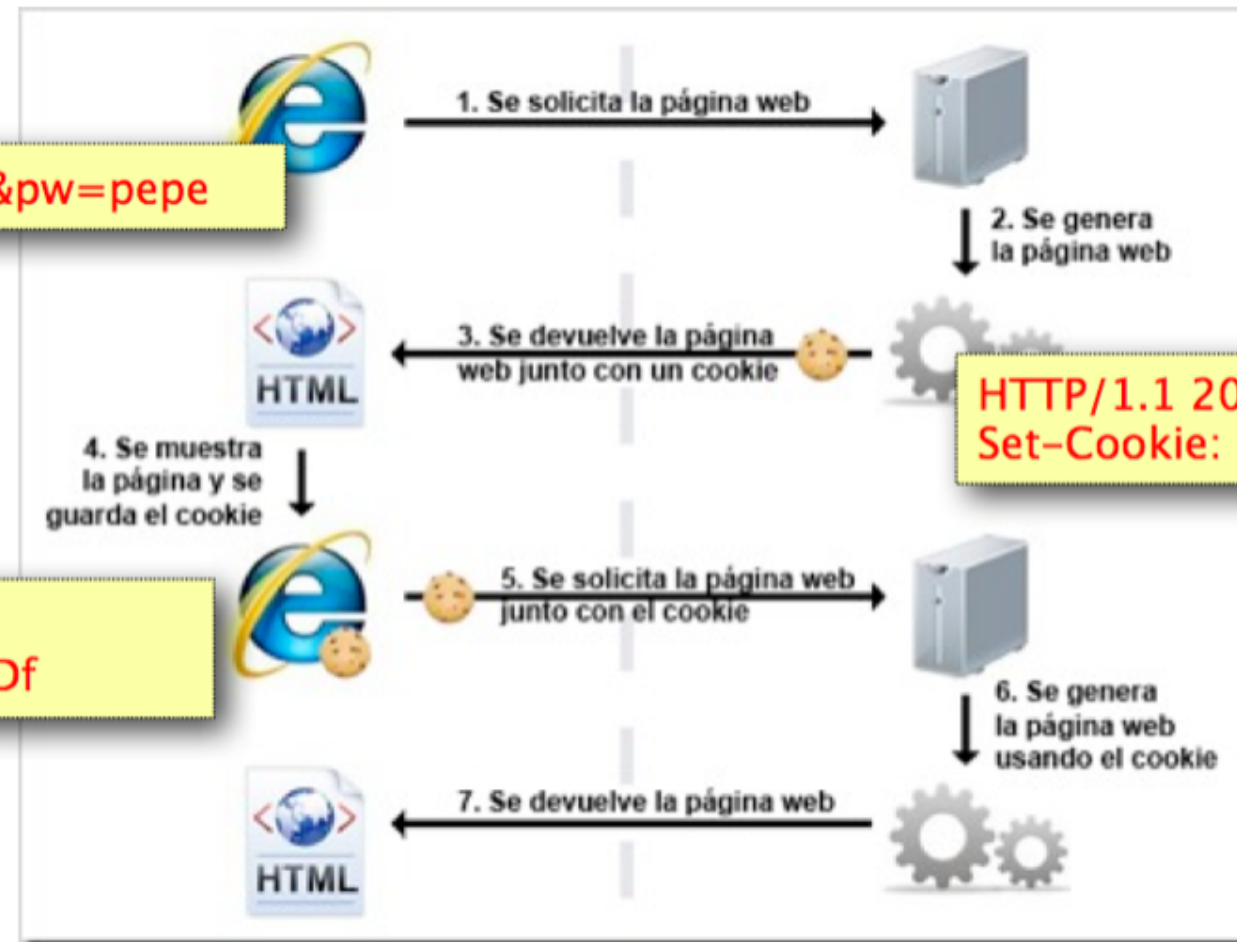 1. Se solicita la página web
&pw=pepe
2. Se genera
la página web
3. Se devuelve la página
web junto con un cookie
HTML
HTTP/1.1 20
Set-Cookie:
4. Se muestra
la página y se
guarda el cookie
5. Se solicita la página web
junto con el cookie
Df
6. Se genera
la página web
usando el cookie
7. Se devuelve la página web
HTML